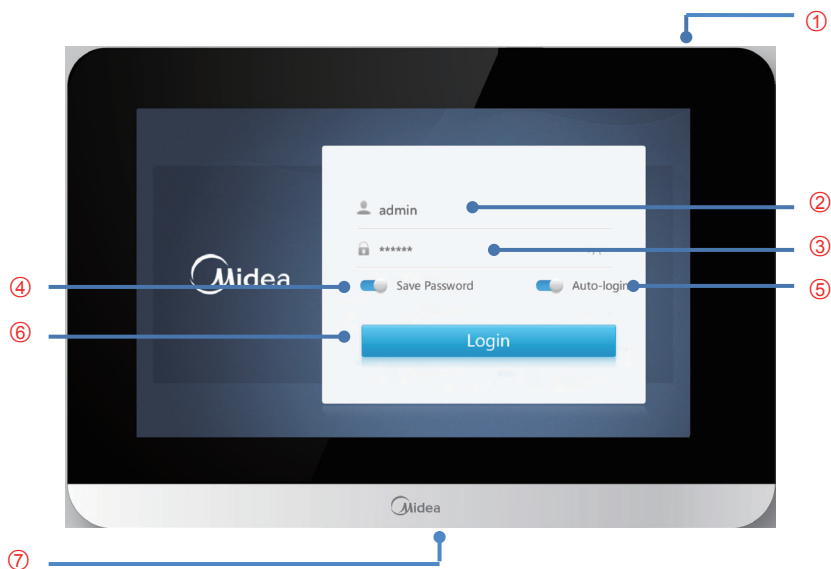 ①
② admin
③ ******
Midea
④ Save Password Auto-login ⑤
⑥ Login
Midea
⑦